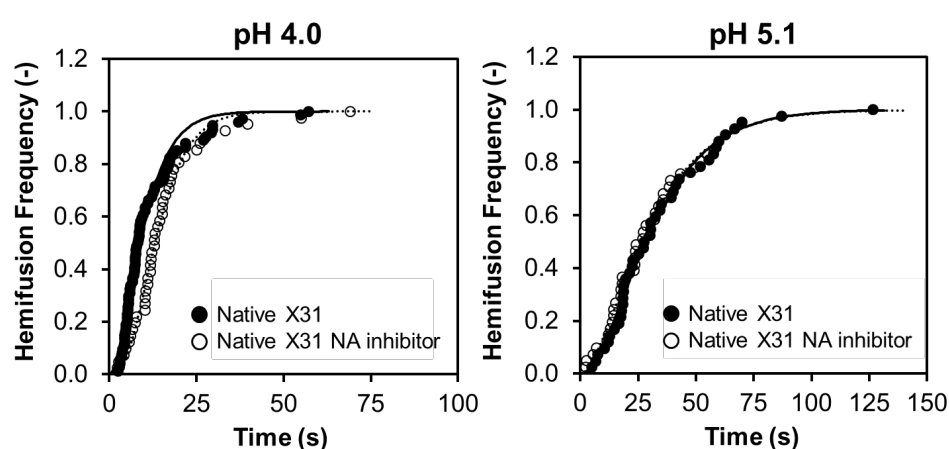 pH 4.0
Hemifusion Frequency (-)
1.2
1.0
0.8
0.6
0.4
0.2
0.0
Native X31
Native X31 NA inhibitor
0 25 50 75 100
Time (s)
pH 5.1
Hemifusion Frequency (-)
1.2
1.0
0.8
0.6
0.4
0.2
0.0
Native X31
Native X31 NA inhibitor
0 25 50 75 100 125 150
Time (s)